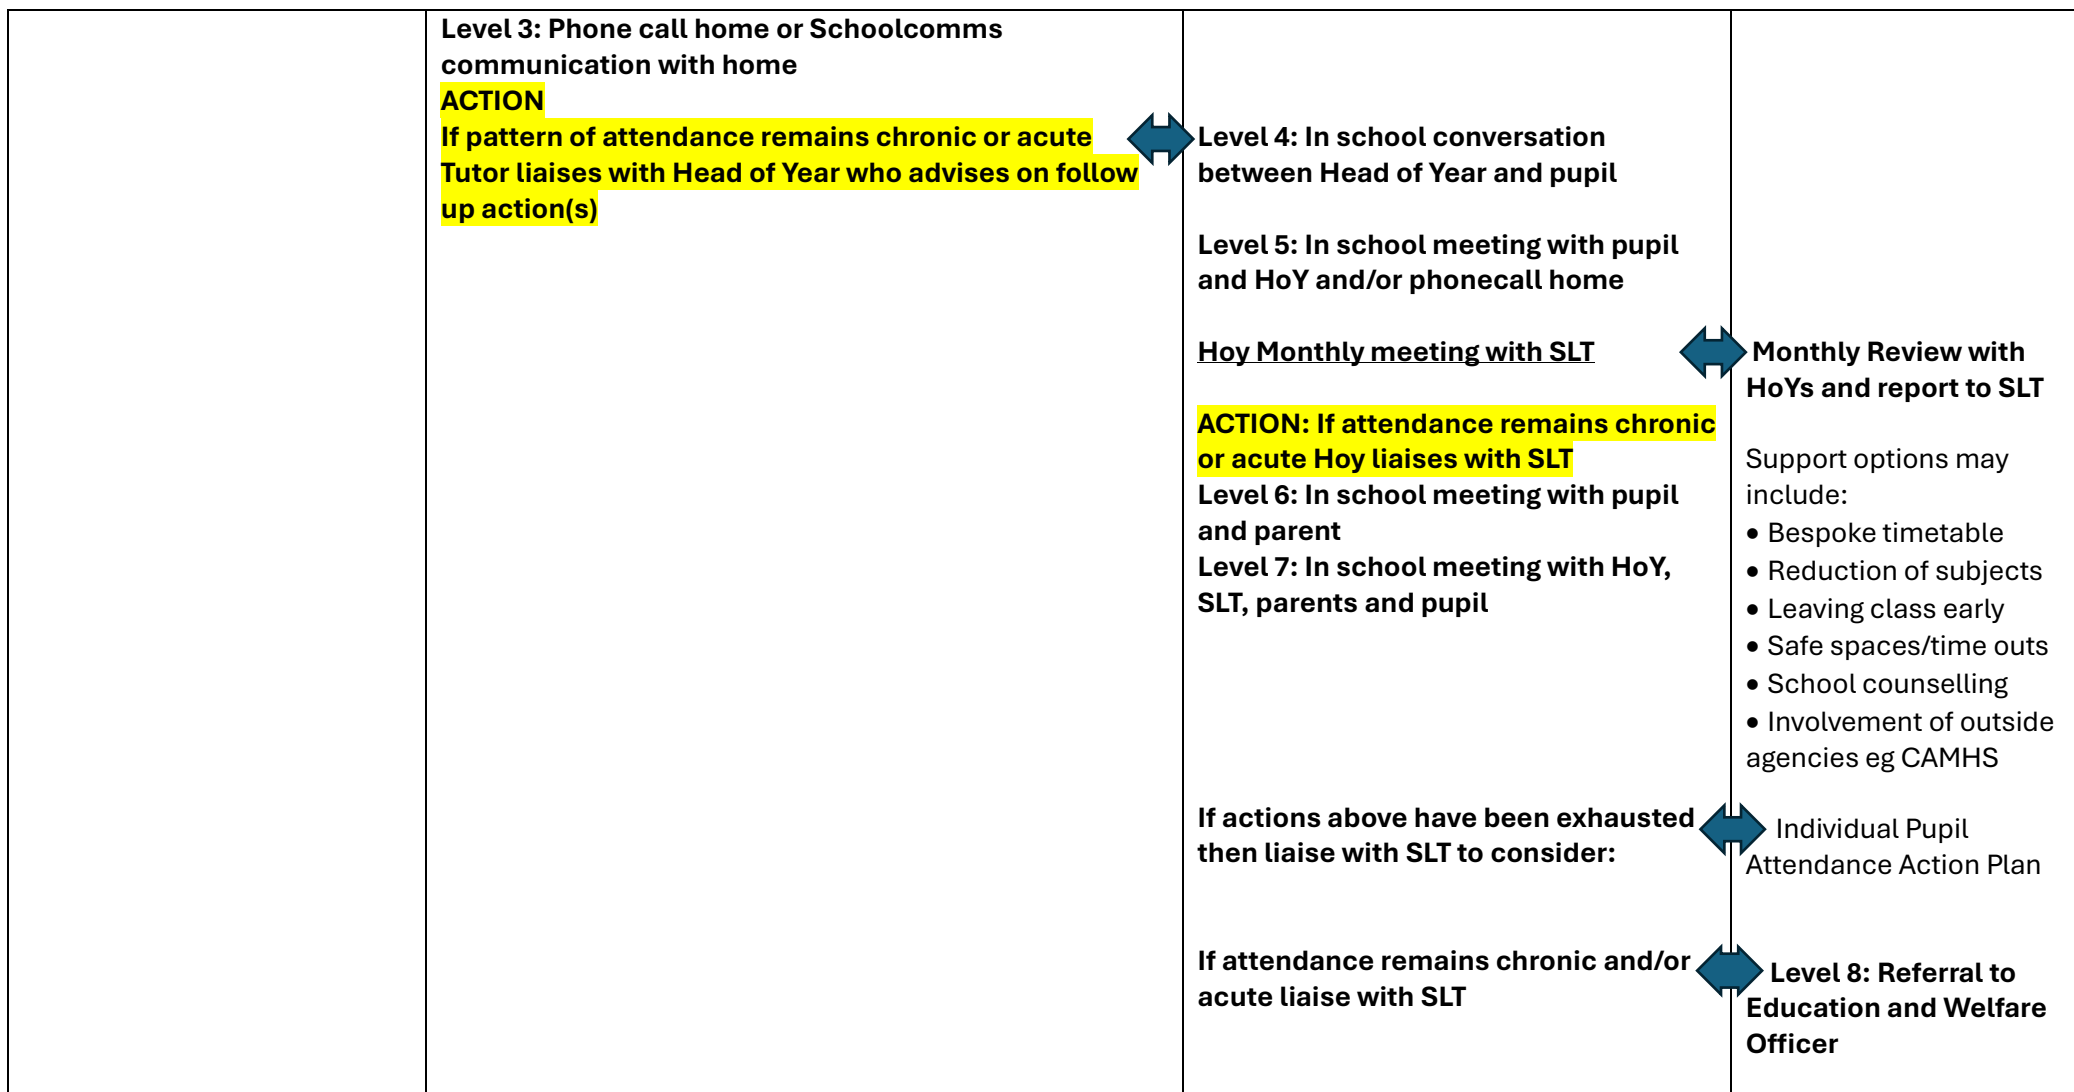 Level 3: Phone call home or Schoolcomms
communication with home
ACTION
If pattern of attendance remains chronic or acute
Tutor liaises with Head of Year who advises on follow
up action(s)
Level 4: In school conversation
between Head of Year and pupil
Level 5: In school meeting with pupil
and HoY and/or phonecall home
Hoy Monthly meeting with SLT
ACTION: If attendance remains chronic
or acute Hoy liaises with SLT
Level 6: In school meeting with pupil
and parent
Level 7: In school meeting with HoY,
SLT, parents and pupil
If actions above have been exhausted
then liaise with SLT to consider:
If attendance remains chronic and/or
acute liaise with SLT
Monthly Review with
HoYs and report to SLT
Support options may
include:
• Bespoke timetable
• Reduction of subjects
• Leaving class early
• Safe spaces/time outs
• School counselling
• Involvement of outside
agencies eg CAMHS
Individual Pupil
Attendance Action Plan
Level 8: Referral to
Education and Welfare
Officer